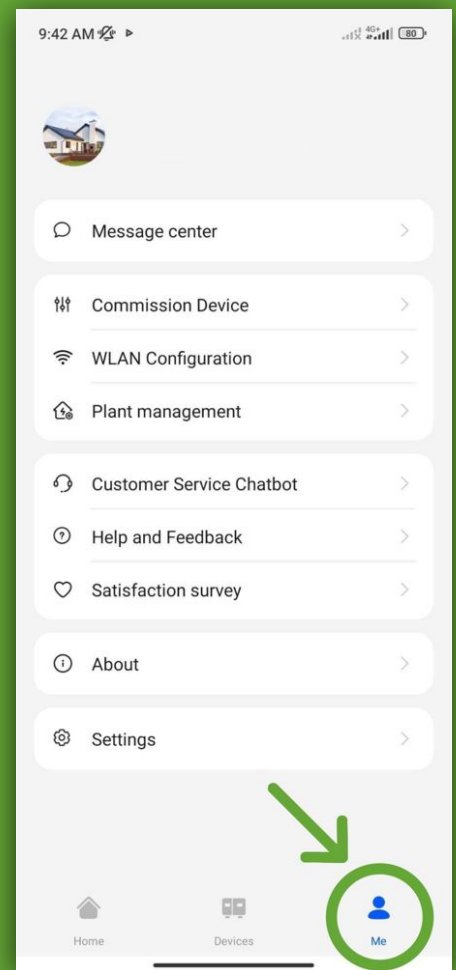 9:42 AM
4G+
80
Message center
Commission Device
WLAN Configuration
Plant management
Customer Service Chatbot
Help and Feedback
Satisfaction survey
About
Settings
Home
Devices
Me